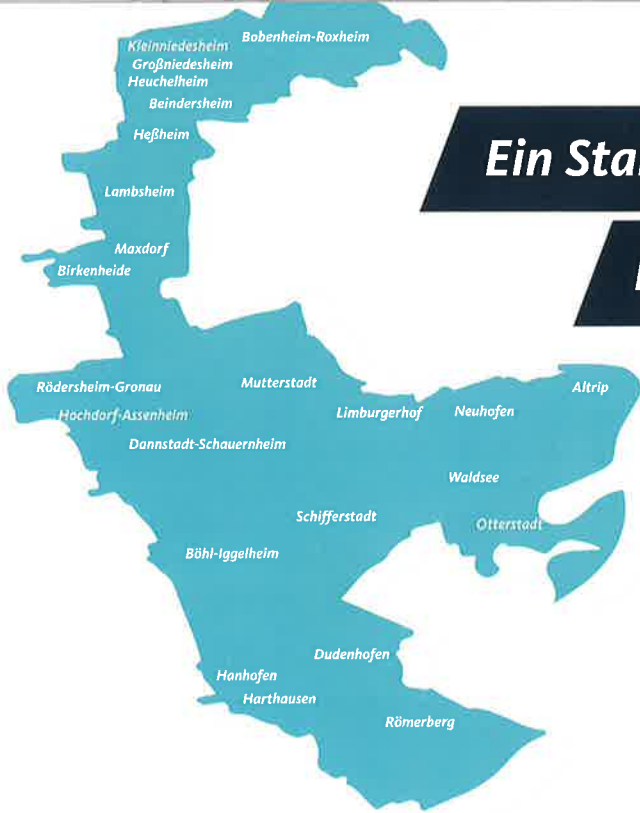 Bobenheim-Roxheim
Kleinniedesheim
Großniedesheim
Heuchelheim
Beindersheim
Heßheim
Ein Sta
Lambsheim
Maxdorf
Birkenheide
Rödersheim-Gronau
Mutterstadt
Altrip
Hochdorf-Assenheim
Limburgerhof
Neuhofen
Dannstadt-Schauernheim
Waldsee
Schifferstadt
Otterstadt
Böhl-Iggelheim
Dudenhofen
Hanhofen
Harthausen
Römerberg